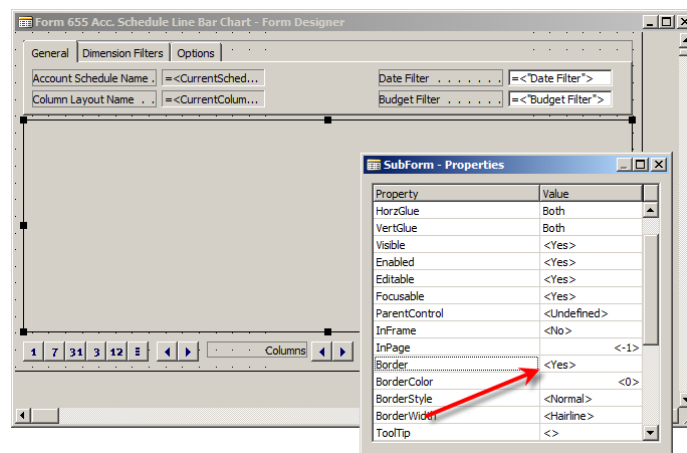 Form 655 Acc. Schedule Line Bar Chart - Form Designer
General Dimension Filters Options
Account Schedule Name . =<CurrentSched... Date Filter . . . . . . . =<"Date Filter">
Column Layout Name . . =<CurrentColum... Budget Filter . . . . . . =<"Budget Filter">
SubForm - Properties
Property Value
HorzGlue Both
VertGlue Both
Visible <Yes>
Enabled <Yes>
Editable <Yes>
Focusable <Yes>
ParentControl <Undefined>
InFrame <No>
InPage <-1>
Border <Yes>
BorderColor <0>
BorderStyle <Normal>
BorderWidth <Hairline>
ToolTip <>
1 7 31 3 12 Columns